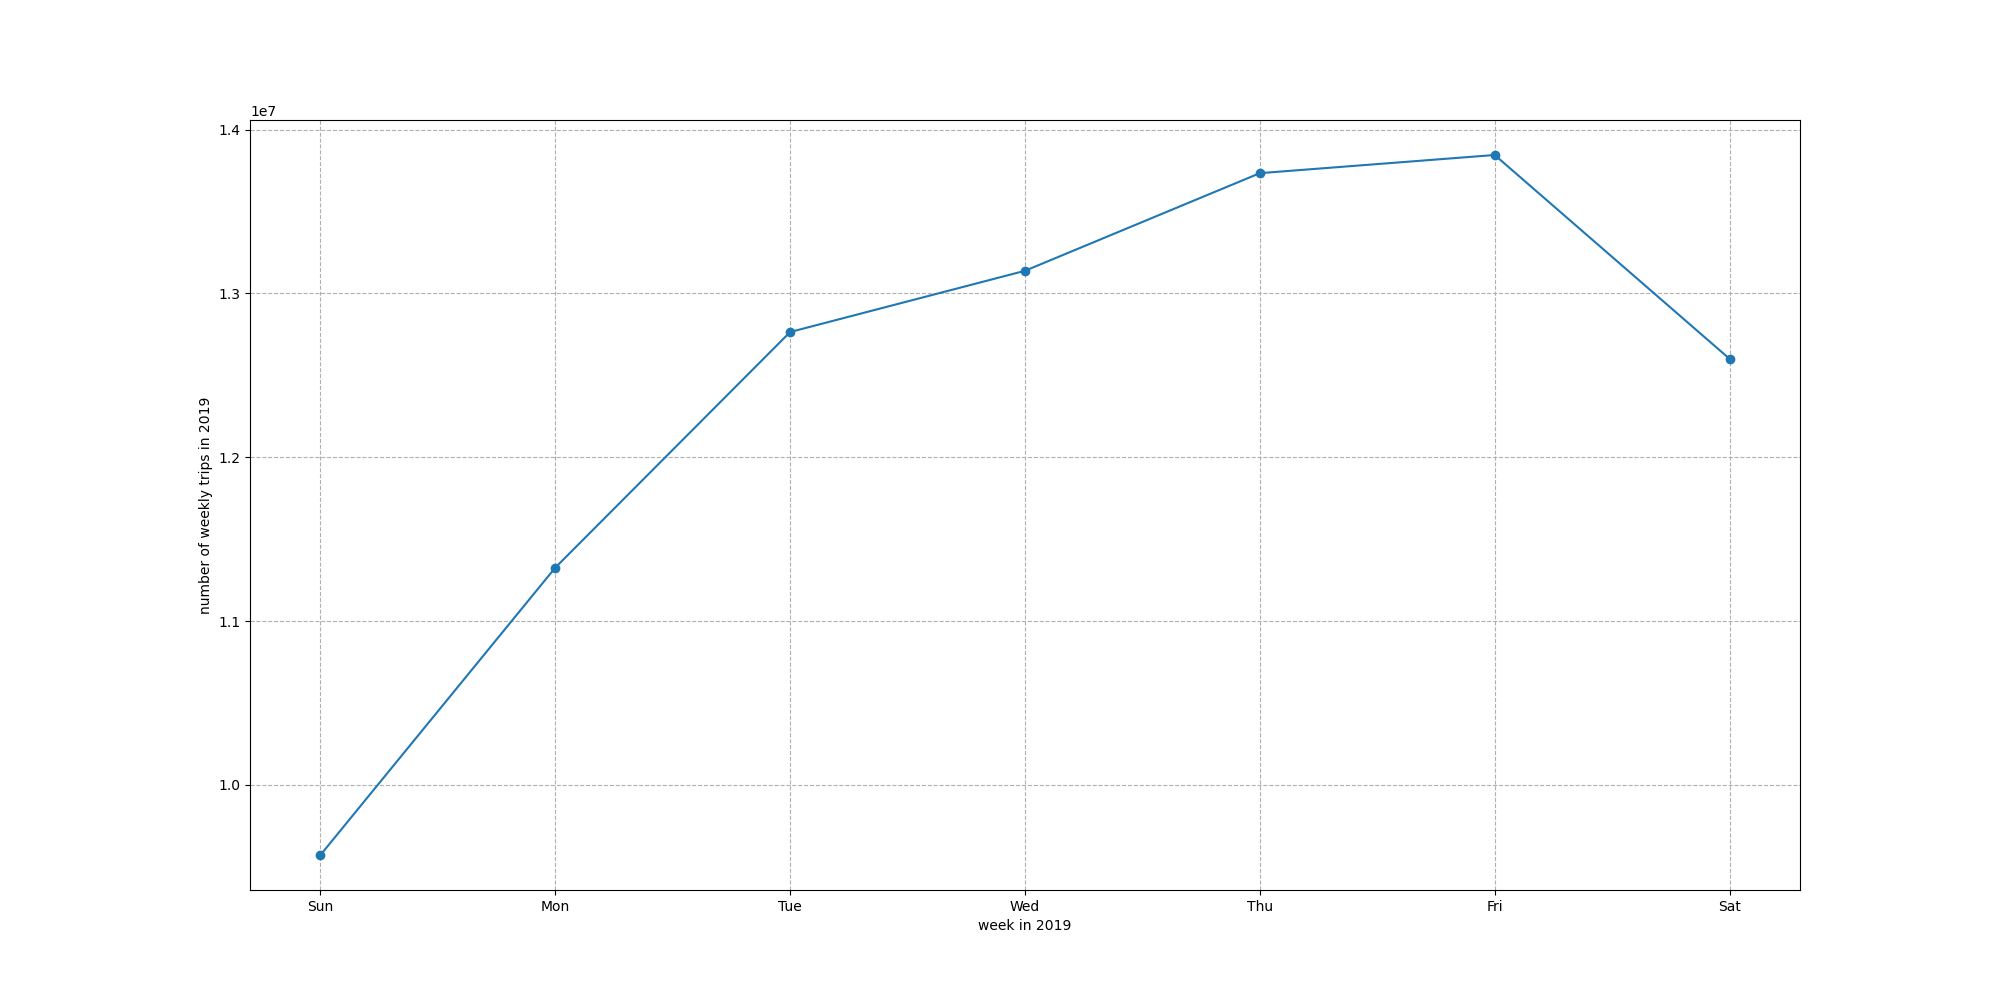 1e7
1.4
1.3
1.2
1.1
1.0
number of weekly trips in 2019
Sun Mon Tue Wed Thu Fri Sat
week in 2019